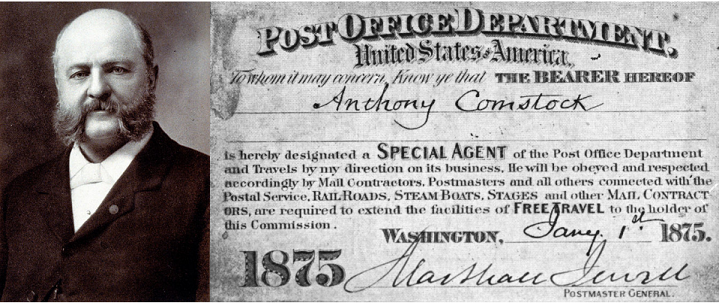 POST OFFICE DEPARTMENT.
United States of America,
To whom it may concern, Know ye that THE BEARER HEREOF
Anthony Comstock
is hereby designated a SPECIAL AGENT of the Post Office Department
and Travels by my direction on its business. He will be obeyed and respected
accordingly by Mail Contractors, Postmasters and all others connected with the
Postal Service, RAIL-ROADS, STEAM BOATS, STAGES and other MAIL CONTRACT-
ORS, are required to extend the facilities of FREE TRAVEL to the holder of
this Commission.
WASHINGTON, Jany. 1st 1875.
1875 Marshall Jewell
POSTMASTER GENERAL.